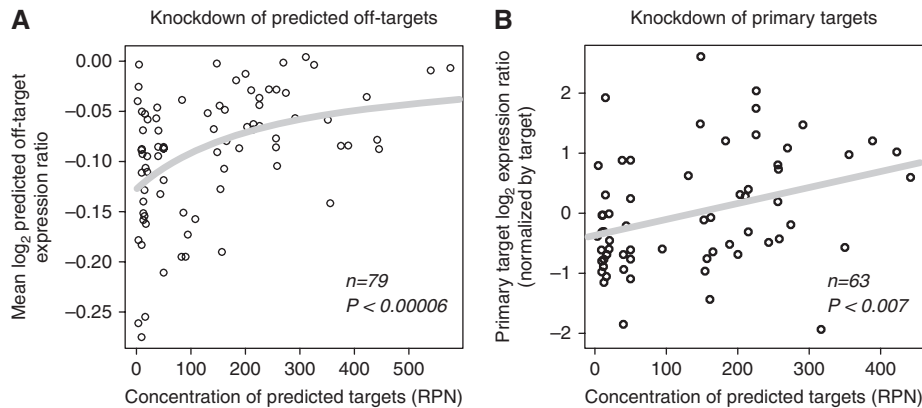 A
Knockdown of predicted off-targets
Mean log2 predicted off-target
expression ratio
0.00
−0.05
−0.10
−0.15
−0.20
−0.25
n=79
P < 0.00006
0 100 200 300 400 500
Concentration of predicted targets (RPN)
B
Knockdown of primary targets
Primary target log2 expression ratio
(normalized by target)
2
1
0
−1
−2
n=63
P < 0.007
0 100 200 300 400
Concentration of predicted targets (RPN)